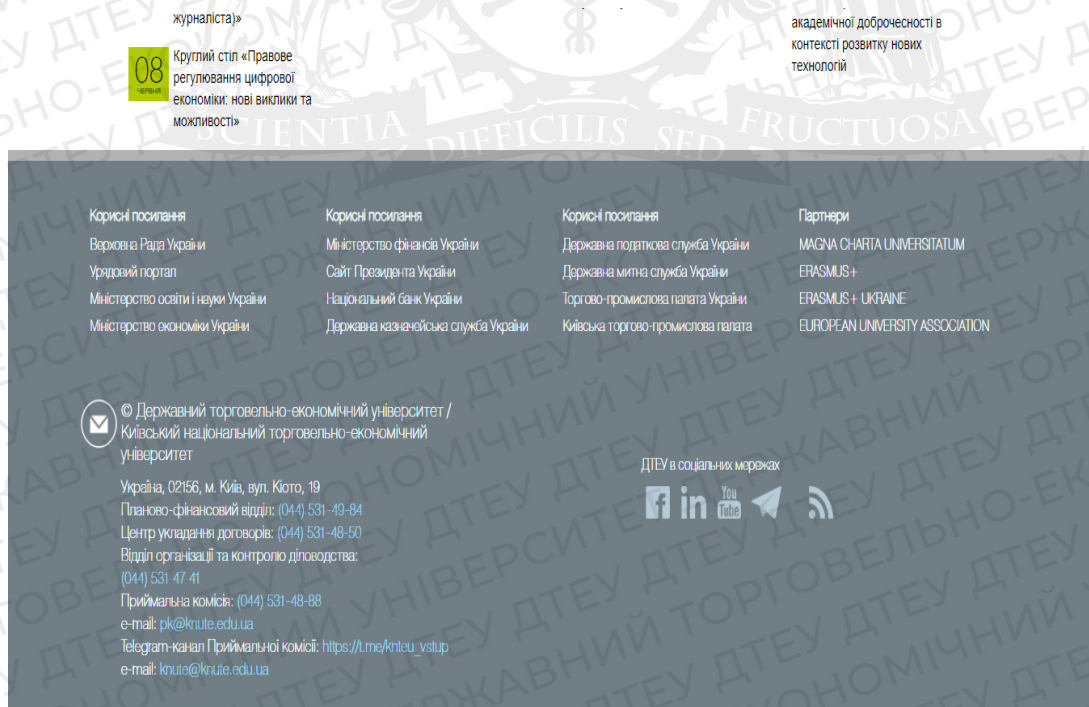 журналіста)»
08
ЧЕРВНЯ
Круглий стіл «Правове
регулювання цифрової
економіки: нові виклики та
можливості»
академічної доброчесності в
контексті розвитку нових
технологій
SCIENTIA DIFFICILIS SED FRUCTUOSA
Корисні посилання
Верховна Рада України
Урядовий портал
Міністерство освіти і науки України
Міністерство економіки України
Корисні посилання
Міністерство фінансів України
Сайт Президента України
Національний банк України
Державна казначейська служба України
Корисні посилання
Державна податкова служба України
Державна митна служба України
Торгово-промислова палата України
Київська торгово-промислова палата
Партнери
MAGNA CHARTA UNIVERSITATUM
ERASMUS+
ERASMUS+ UKRAINE
EUROPEAN UNIVERSITY ASSOCIATION
© Державний торговельно-економічний університет /
Київський національний торговельно-економічний
університет
Україна, 02156, м. Київ, вул. Кіото, 19
Планово-фінансовий відділ: (044) 531-49-84
Центр укладання договорів: (044) 531-48-50
Відділ організації та контролю діловодства:
(044) 531 47 41
Приймальна комісія: (044) 531-48-88
e-mail: pk@knute.edu.ua
Telegram-канал Приймальної комісії: https://t.me/knteu_vstup
e-mail: knute@knute.edu.ua
ДТЕУ в соціальних мережах
You
Tube